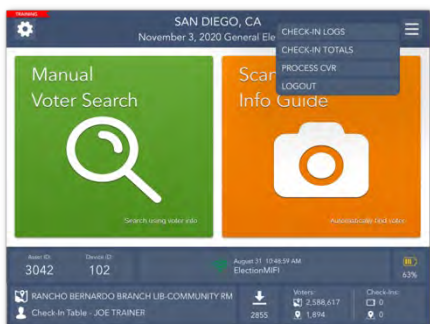 TRAINING
SAN DIEGO, CA
November 3, 2020 General Ele
CHECK-IN LOGS
CHECK-IN TOTALS
PROCESS CVR
LOGOUT
Manual
Voter Search
Search using voter info
Scan
Info Guide
Automatically find voter
Asset ID:
3042
Device ID:
102
August 31 10:48:59 AM
ElectionMIFI
63%
RANCHO BERNARDO BRANCH LIB-COMMUNITY RM
Check-In Table - JOE TRAINER
2855
Voters:
2,588,617
1,894
Check-Ins:
0
0